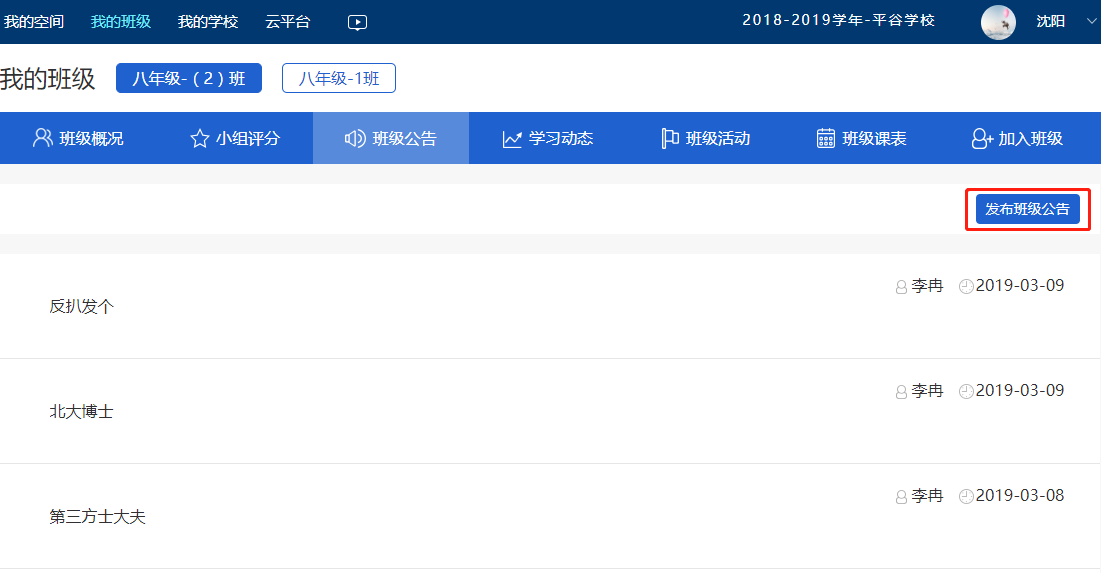 我的空间 我的班级 我的学校 云平台 2018-2019学年-平谷学校 沈阳
我的班级 八年级-（2）班 八年级-1班
班级概况 小组评分 班级公告 学习动态 班级活动 班级课表 加入班级
发布班级公告
李冉 2019-03-09
反扒发个
李冉 2019-03-09
北大博士
李冉 2019-03-08
第三方士大夫